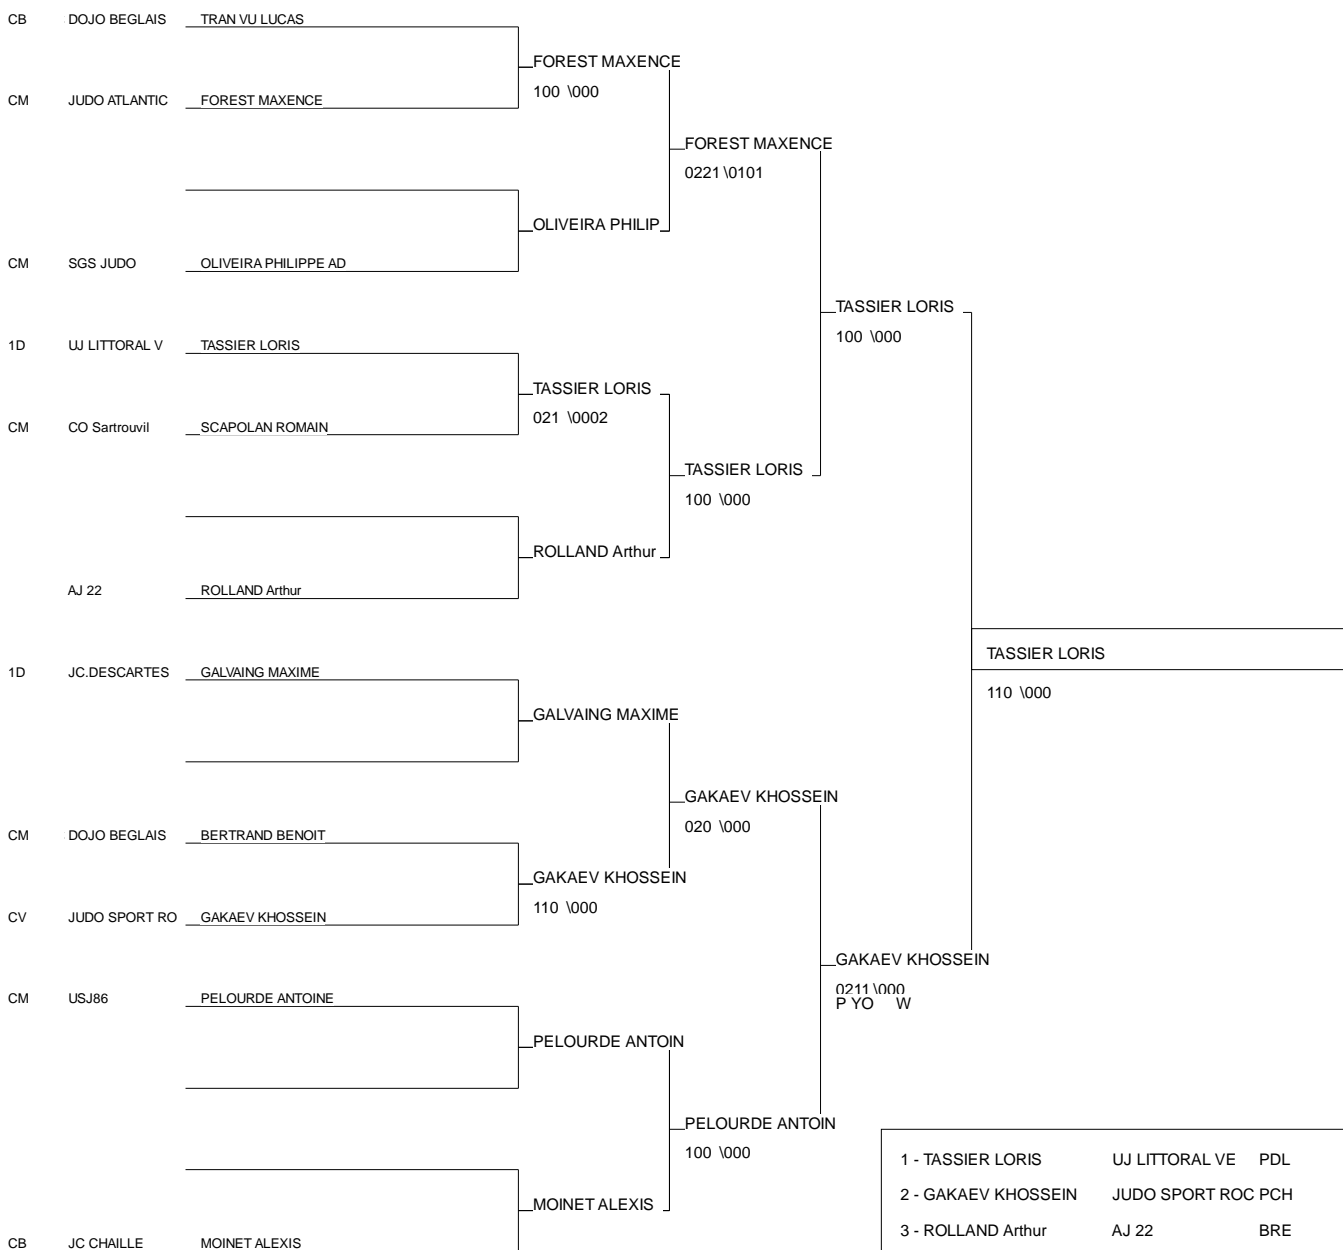 CB DOJO BEGLAIS TRAN VU LUCAS
FOREST MAXENCE
100 \000
CM JUDO ATLANTIC FOREST MAXENCE
FOREST MAXENCE
0221 \0101
OLIVEIRA PHILIP
CM SGS JUDO OLIVEIRA PHILIPPE AD
TASSIER LORIS
100 \000
1D UJ LITTORAL V TASSIER LORIS
TASSIER LORIS
021 \0002
CM CO Sartrouvil SCAPOLAN ROMAIN
TASSIER LORIS
100 \000
ROLLAND Arthur
AJ 22 ROLLAND Arthur
TASSIER LORIS
110 \000
1D JC.DESCARTES GALVAING MAXIME
GALVAING MAXIME
GAKAEV KHOSSEIN
020 \000
CM DOJO BEGLAIS BERTRAND BENOIT
GAKAEV KHOSSEIN
110 \000
CV JUDO SPORT RO GAKAEV KHOSSEIN
GAKAEV KHOSSEIN
0211 \000
P YO W
CM USJ86 PELOURDE ANTOINE
PELOURDE ANTOIN
PELOURDE ANTOIN
100 \000
1 - TASSIER LORIS UJ LITTORAL VE PDL
2 - GAKAEV KHOSSEIN JUDO SPORT ROC PCH
MOINET ALEXIS
3 - ROLLAND Arthur AJ 22 BRE
CB JC CHAILLE MOINET ALEXIS